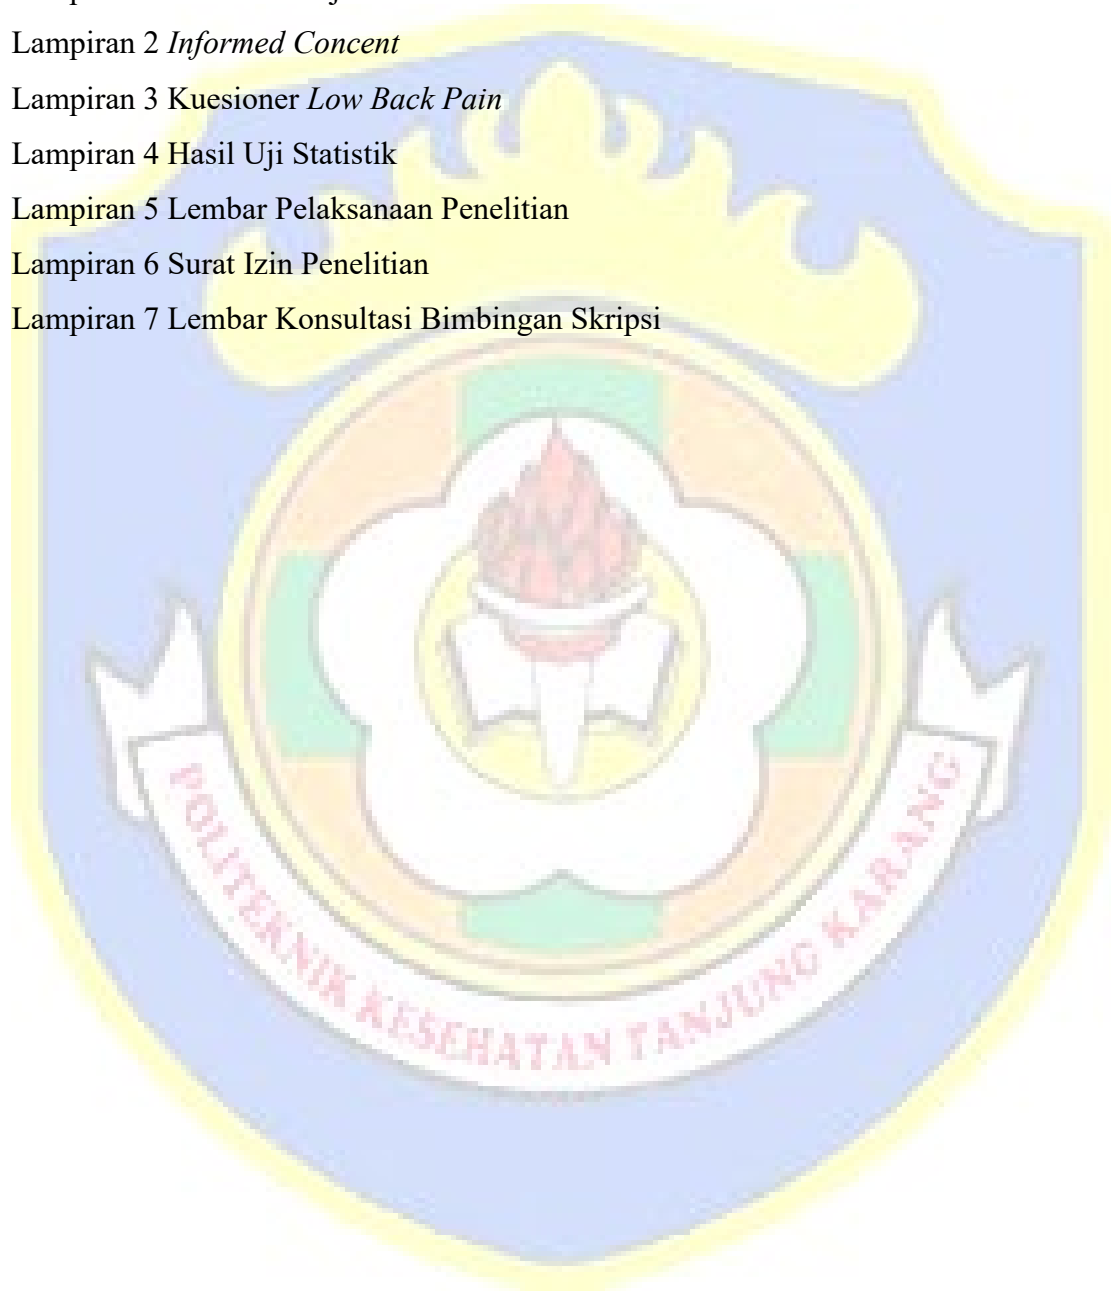 Lampiran 2 Informed Concent
Lampiran 3 Kuesioner Low Back Pain
Lampiran 4 Hasil Uji Statistik
Lampiran 5 Lembar Pelaksanaan Penelitian
Lampiran 6 Surat Izin Penelitian
Lampiran 7 Lembar Konsultasi Bimbingan Skripsi
POLITEKNIK KESEHATAN TANJUNG KARANG